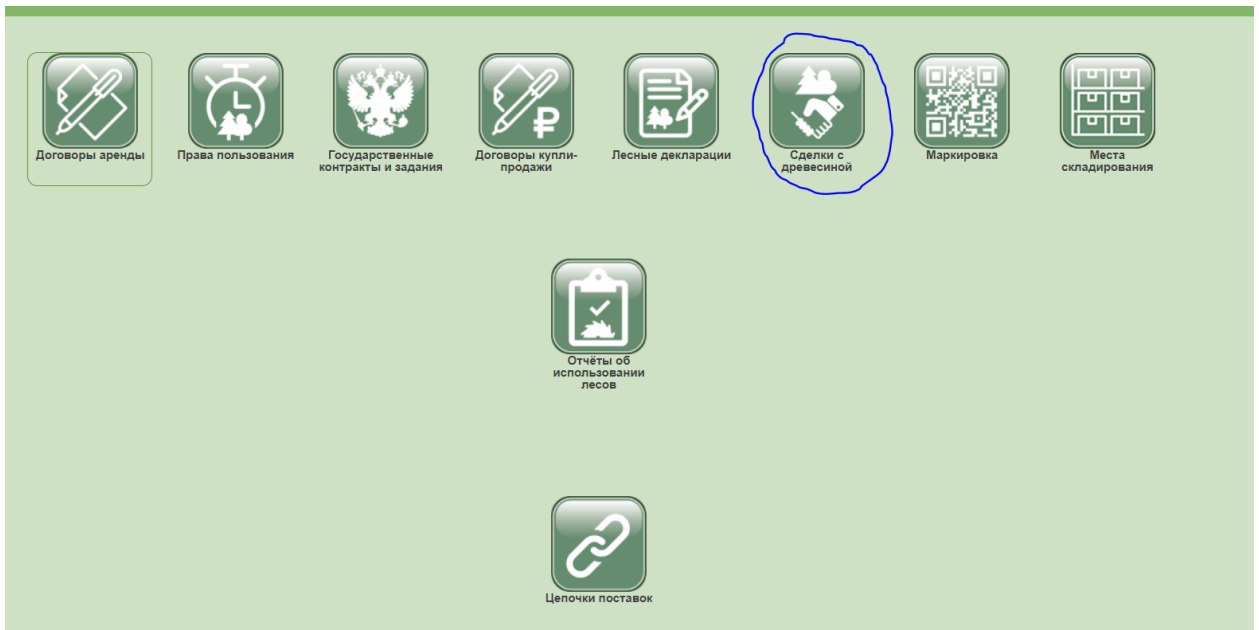 Договоры аренды
Права пользования
Государственные
контракты и задания
Договоры купли-
продажи
Лесные декларации
Сделки с
древесиной
Маркировка
Места
складирования
Отчёты об
использовании
лесов
Цепочки поставок